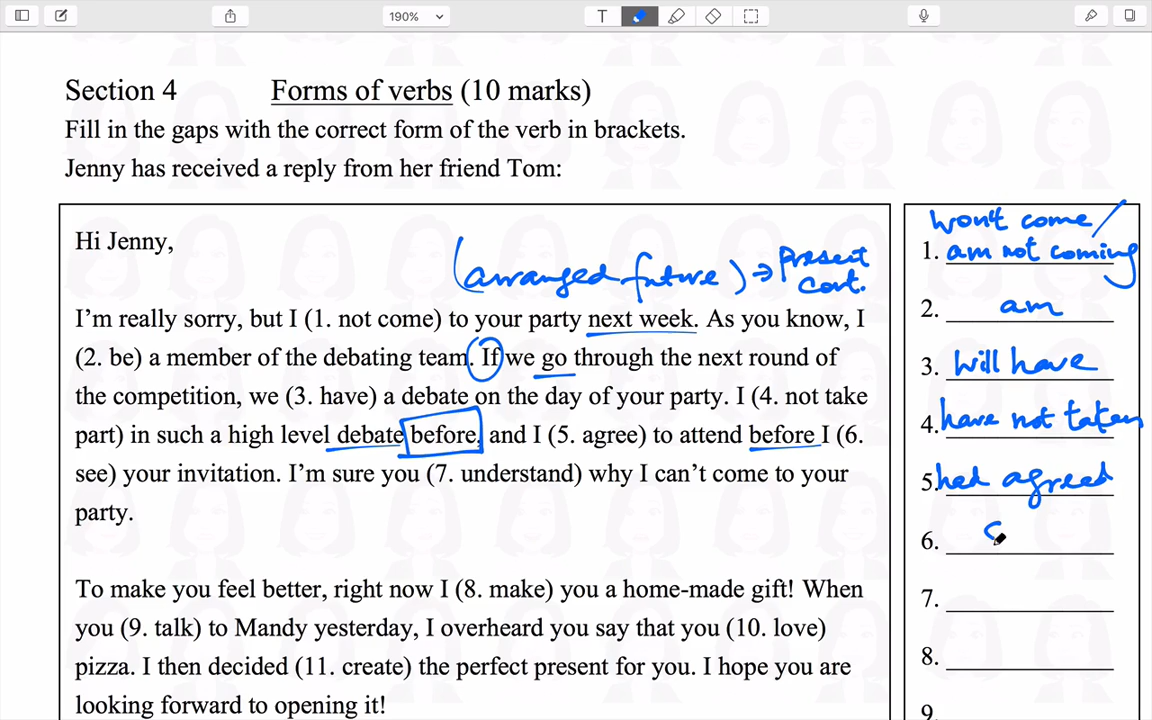 190%
T
Section 4 Forms of verbs (10 marks)
Fill in the gaps with the correct form of the verb in brackets.
Jenny has received a reply from her friend Tom:
Hi Jenny,
(arranged future) → Present
cont.
I'm really sorry, but I (1. not come) to your party next week. As you know, I
(2. be) a member of the debating team. If we go through the next round of
the competition, we (3. have) a debate on the day of your party. I (4. not take
part) in such a high level debate before, and I (5. agree) to attend before I (6.
see) your invitation. I'm sure you (7. understand) why I can't come to your
party.
To make you feel better, right now I (8. make) you a home-made gift! When
you (9. talk) to Mandy yesterday, I overheard you say that you (10. love)
pizza. I then decided (11. create) the perfect present for you. I hope you are
looking forward to opening it!
won't come /
1. am not coming
2. am
3. will have
4. have not taken
5. had agreed
6. s
7.
8.
9.